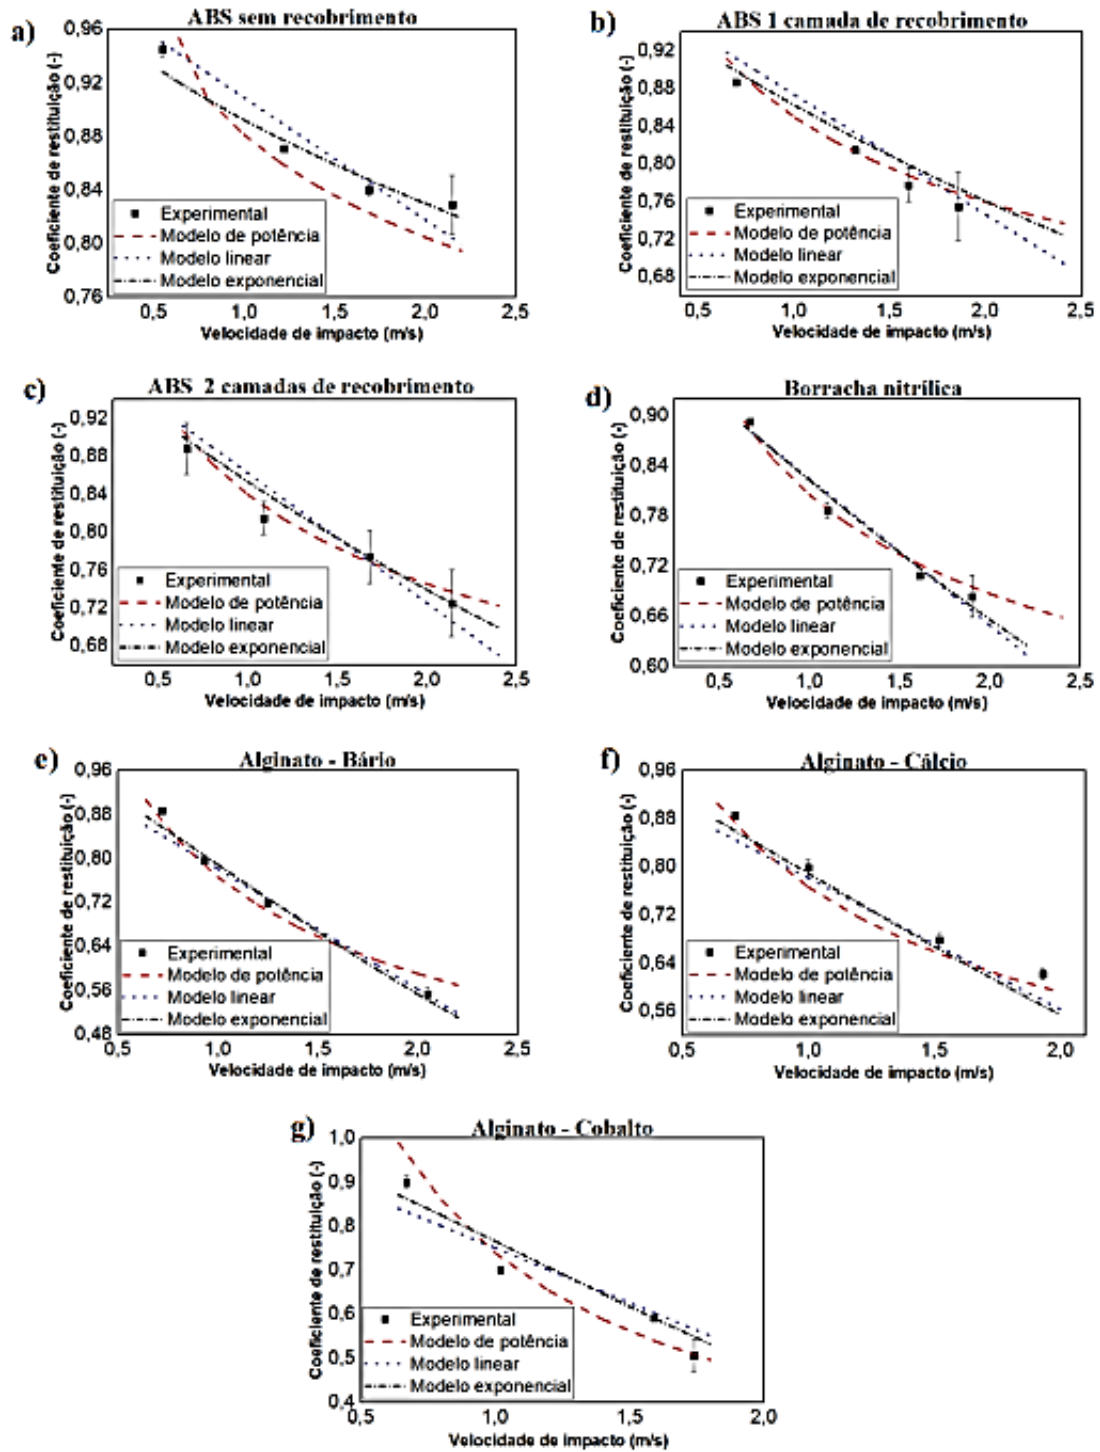 a)
ABS sem recobrimento
Coeficiente de restituição (-)
0,96
0,92
0,88
0,84
0,80
0,76
Experimental
Modelo de potência
Modelo linear
Modelo exponencial
0,5 1,0 1,5 2,0 2,5
Velocidade de impacto (m/s)
b)
ABS 1 camada de recobrimento
Coeficiente de restituição (-)
0,92
0,88
0,84
0,80
0,76
0,72
0,68
Experimental
Modelo de potência
Modelo linear
Modelo exponencial
0,5 1,0 1,5 2,0 2,5
Velocidade de impacto (m/s)
c)
ABS 2 camadas de recobrimento
Coeficiente de restituição (-)
0,92
0,88
0,84
0,80
0,76
0,72
0,68
Experimental
Modelo de potência
Modelo linear
Modelo exponencial
0,5 1,0 1,5 2,0 2,5
Velocidade de impacto (m/s)
d)
Borracha nitrílica
Coeficiente de restituição (-)
0,90
0,84
0,78
0,72
0,66
0,60
Experimental
Modelo de potência
Modelo linear
Modelo exponencial
0,5 1,0 1,5 2,0 2,5
Velocidade de impacto (m/s)
e)
Alginato - Bário
Coeficiente de restituição (-)
0,96
0,88
0,80
0,72
0,64
0,56
0,48
Experimental
Modelo de potência
Modelo linear
Modelo exponencial
0,5 1,0 1,5 2,0 2,5
Velocidade de impacto (m/s)
f)
Alginato - Cálcio
Coeficiente de restituição (-)
0,96
0,88
0,80
0,72
0,64
0,56
Experimental
Modelo de potência
Modelo linear
Modelo exponencial
0,5 1,0 1,5 2,0
Velocidade de impacto (m/s)
g)
Alginato - Cobalto
Coeficiente de restituição (-)
1,0
0,9
0,8
0,7
0,6
0,5
0,4
Experimental
Modelo de potência
Modelo linear
Modelo exponencial
0,5 1,0 1,5 2,0
Velocidade de impacto (m/s)